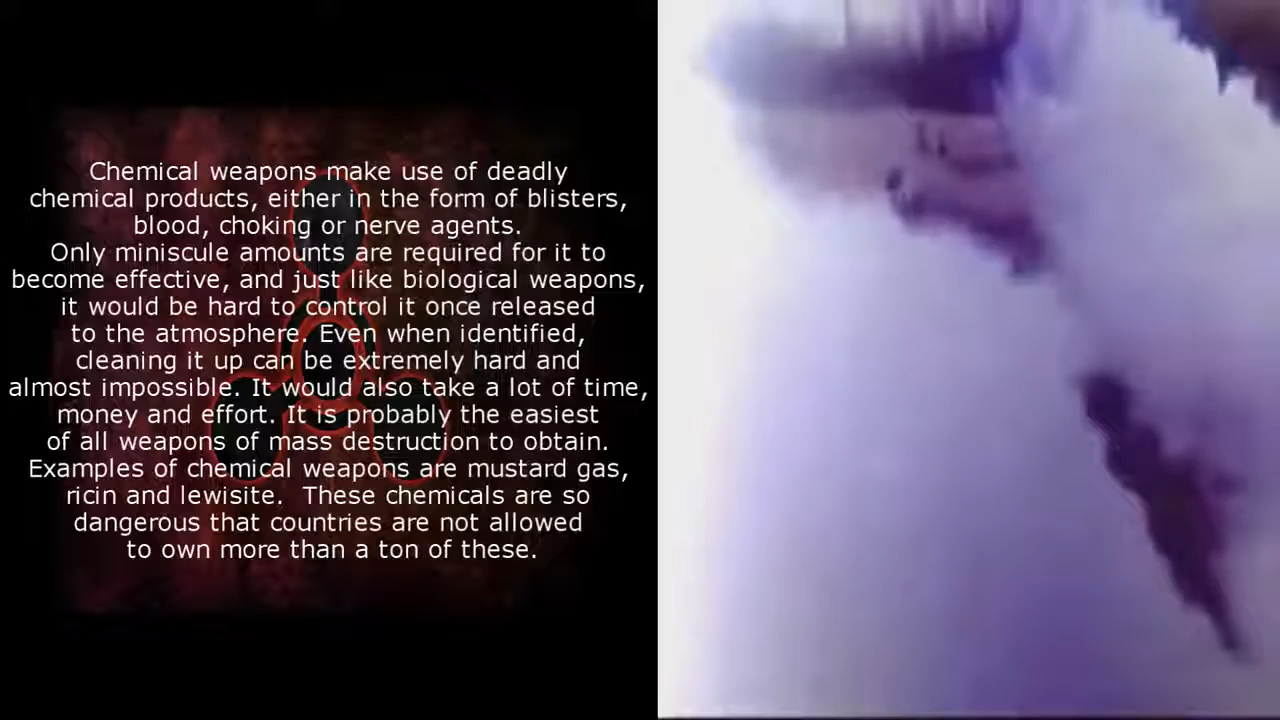 Chemical weapons make use of deadly
chemical products, either in the form of blisters,
blood, choking or nerve agents.
Only miniscule amounts are required for it to
become effective, and just like biological weapons,
it would be hard to control it once released
to the atmosphere. Even when identified,
cleaning it up can be extremely hard and
almost impossible. It would also take a lot of time,
money and effort. It is probably the easiest
of all weapons of mass destruction to obtain.
Examples of chemical weapons are mustard gas,
ricin and lewisite.  These chemicals are so
dangerous that countries are not allowed
to own more than a ton of these.